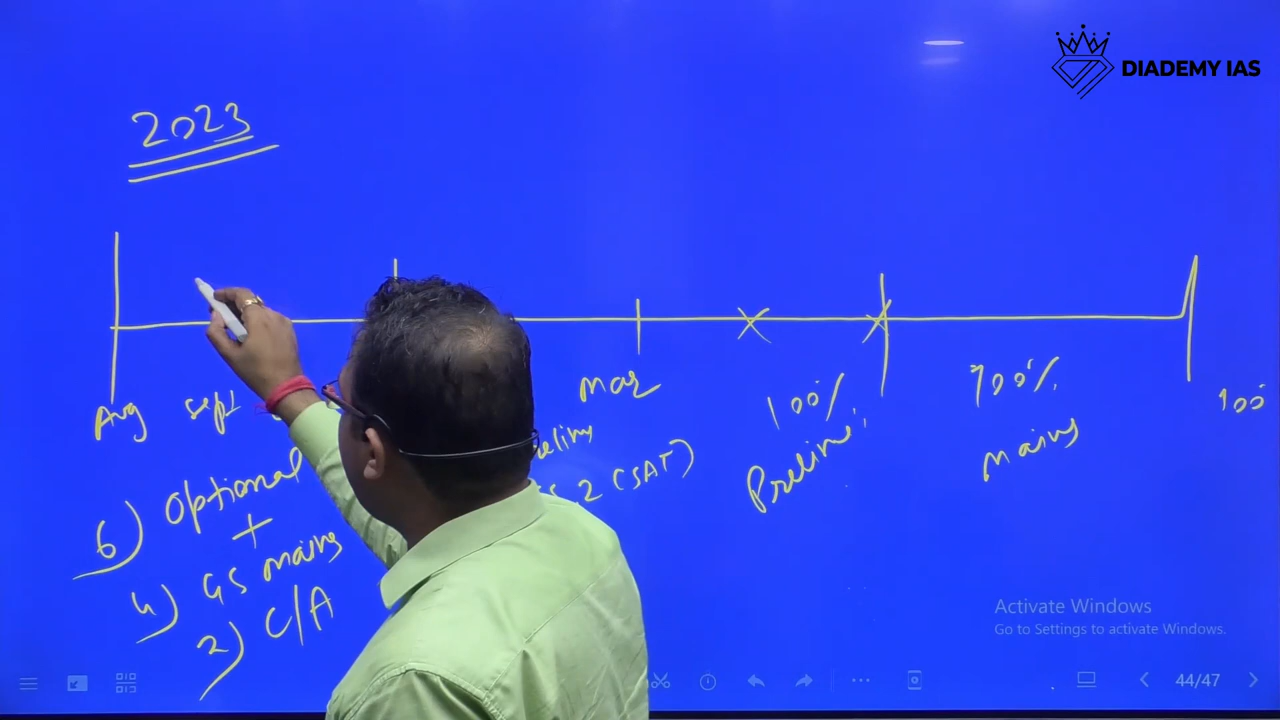 DIADEMY IAS
2023
Aug sept
Mar
100%
Prelims
100%
mains
100
6) Optional
+
4) GS mains
2) C/A
2 (CSAT)
Activate Windows
Go to Settings to activate Windows.
44/47